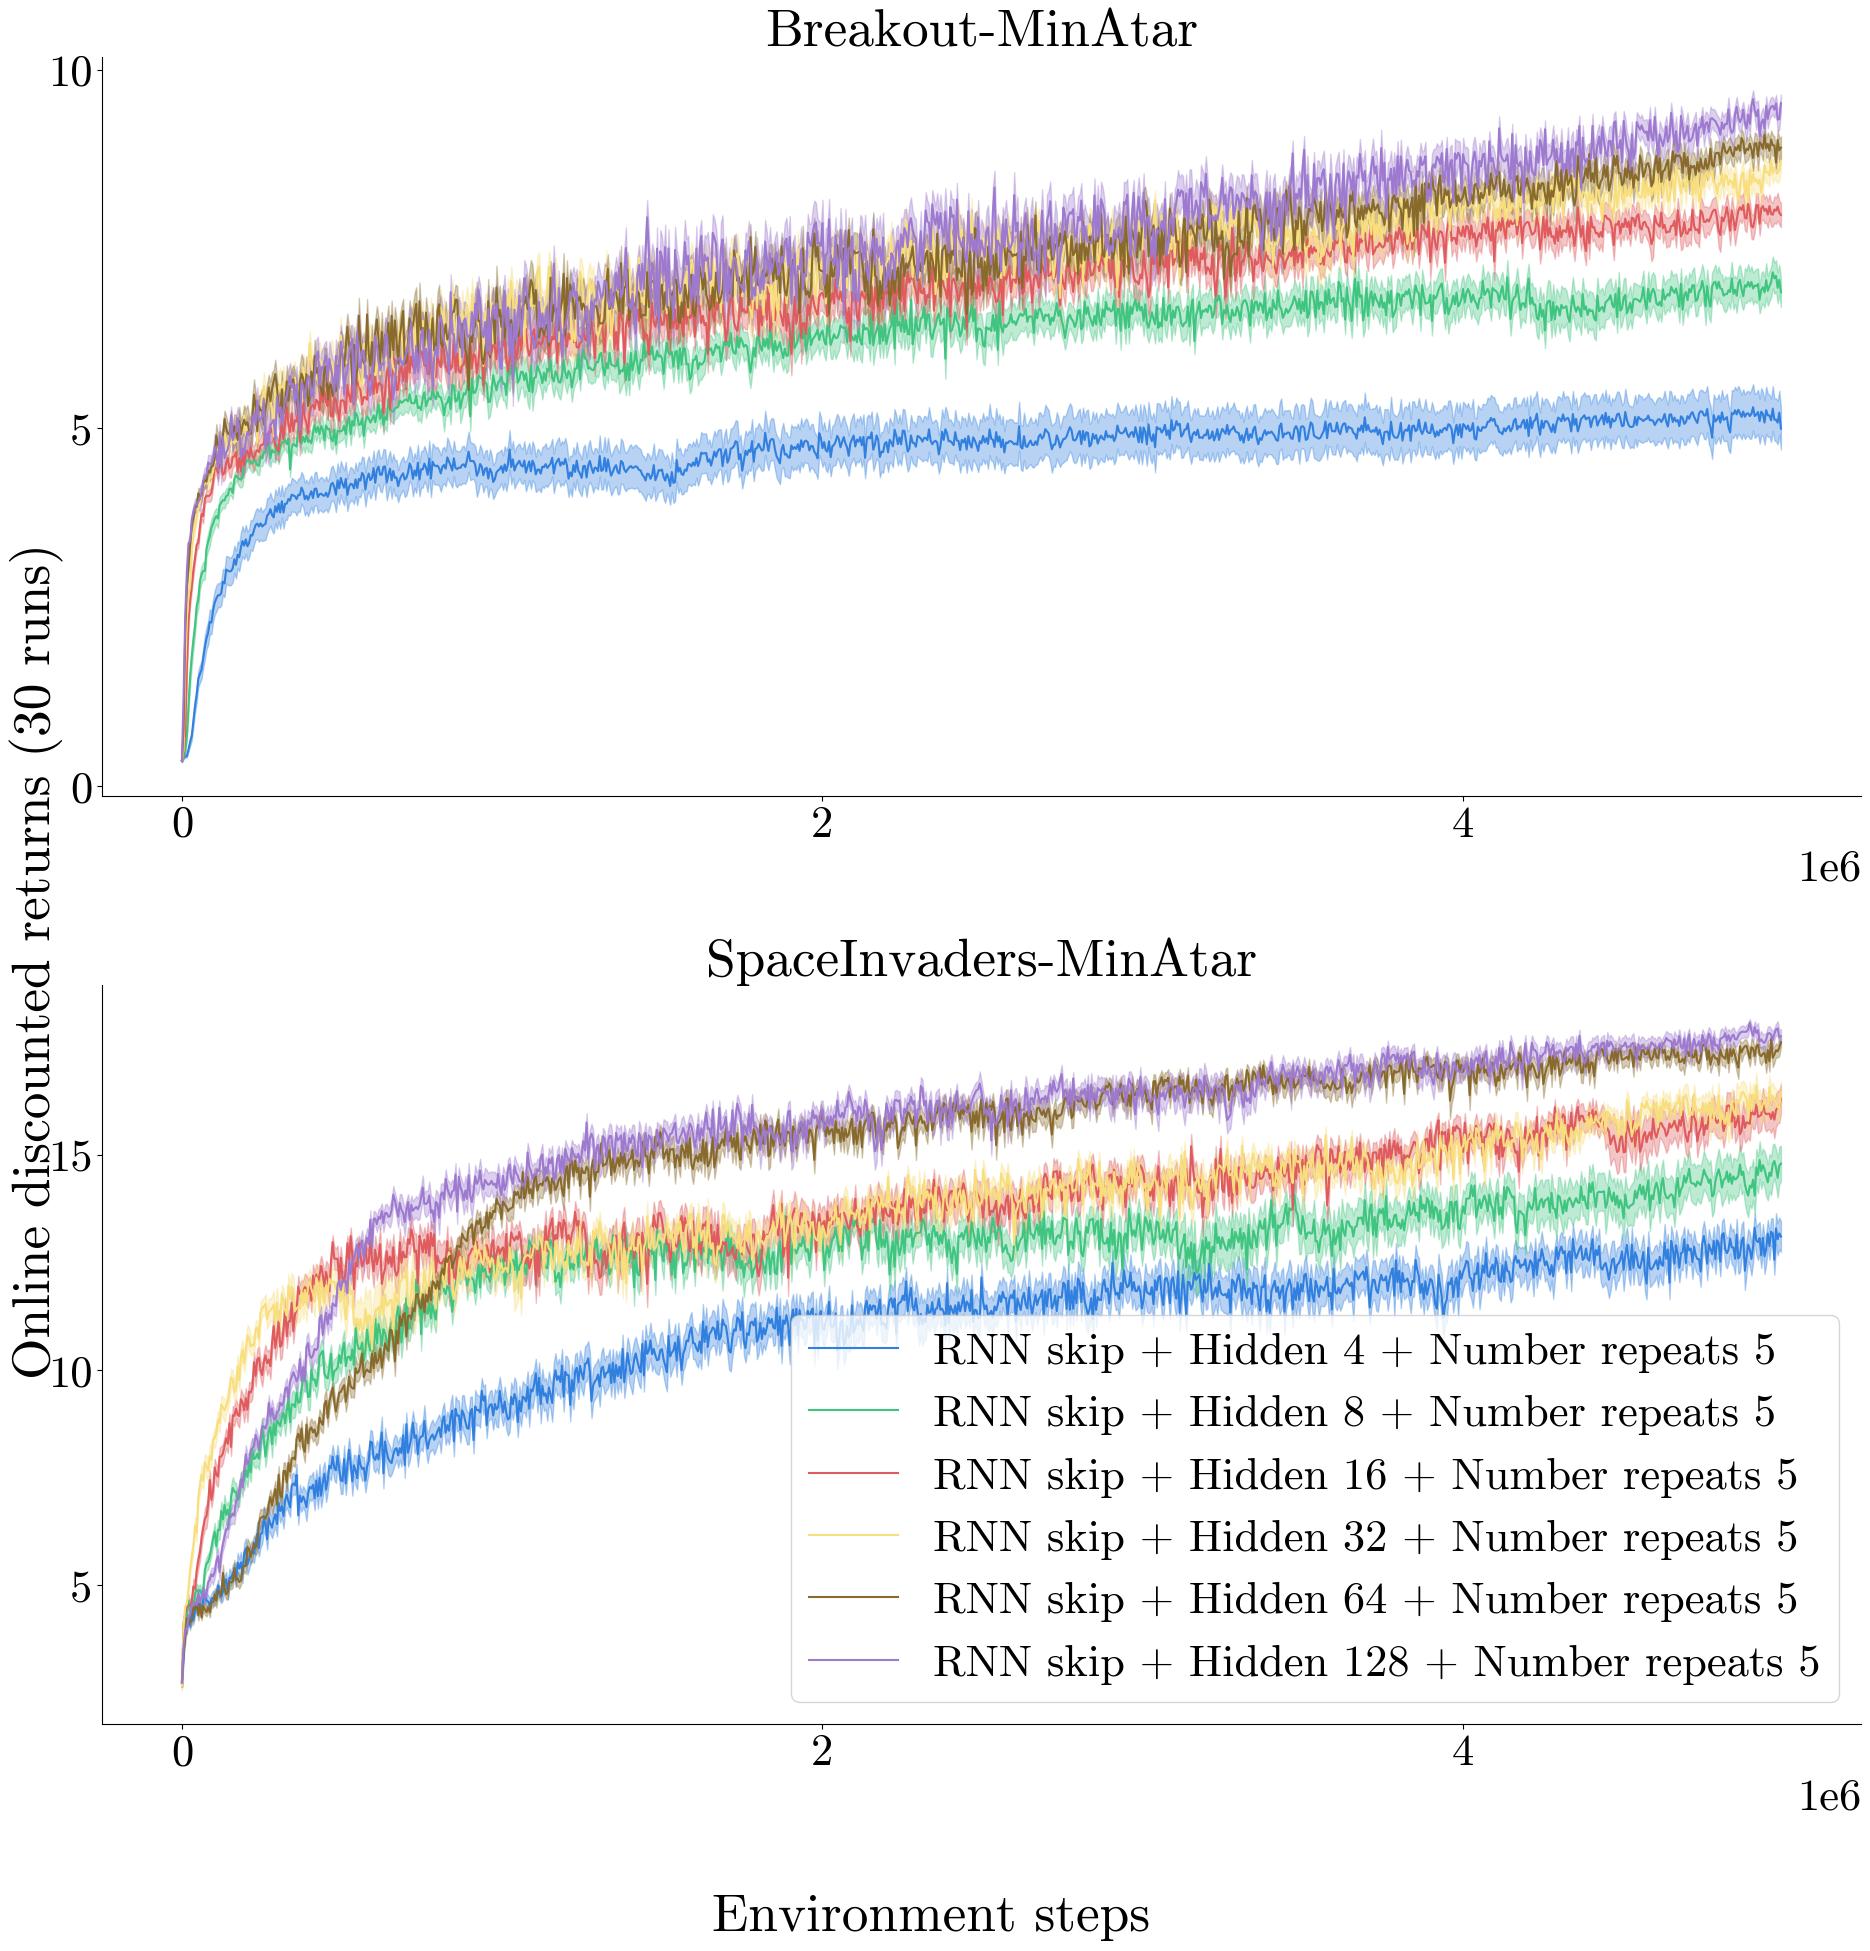 Breakout-MinAtar
10
5
0
0 2 4
1e6
Online discounted returns (30 runs)
SpaceInvaders-MinAtar
15
10
5
RNN skip + Hidden 4 + Number repeats 5
RNN skip + Hidden 8 + Number repeats 5
RNN skip + Hidden 16 + Number repeats 5
RNN skip + Hidden 32 + Number repeats 5
RNN skip + Hidden 64 + Number repeats 5
RNN skip + Hidden 128 + Number repeats 5
0 2 4
1e6
Environment steps